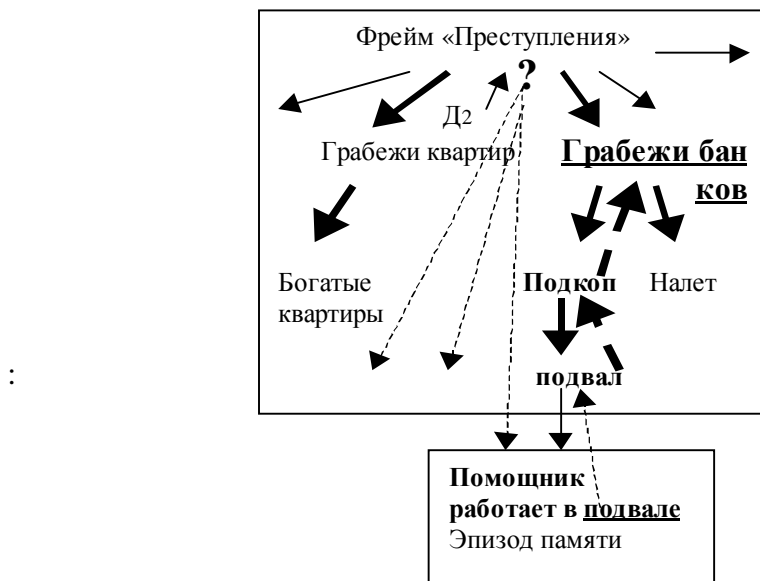 Фрейм «Преступления»
?
Д2
Грабежи квартир
Грабежи бан
ков
Богатые
квартиры
Подкоп
Налет
:
подвал
Помощник
работает в подвале
Эпизод памяти